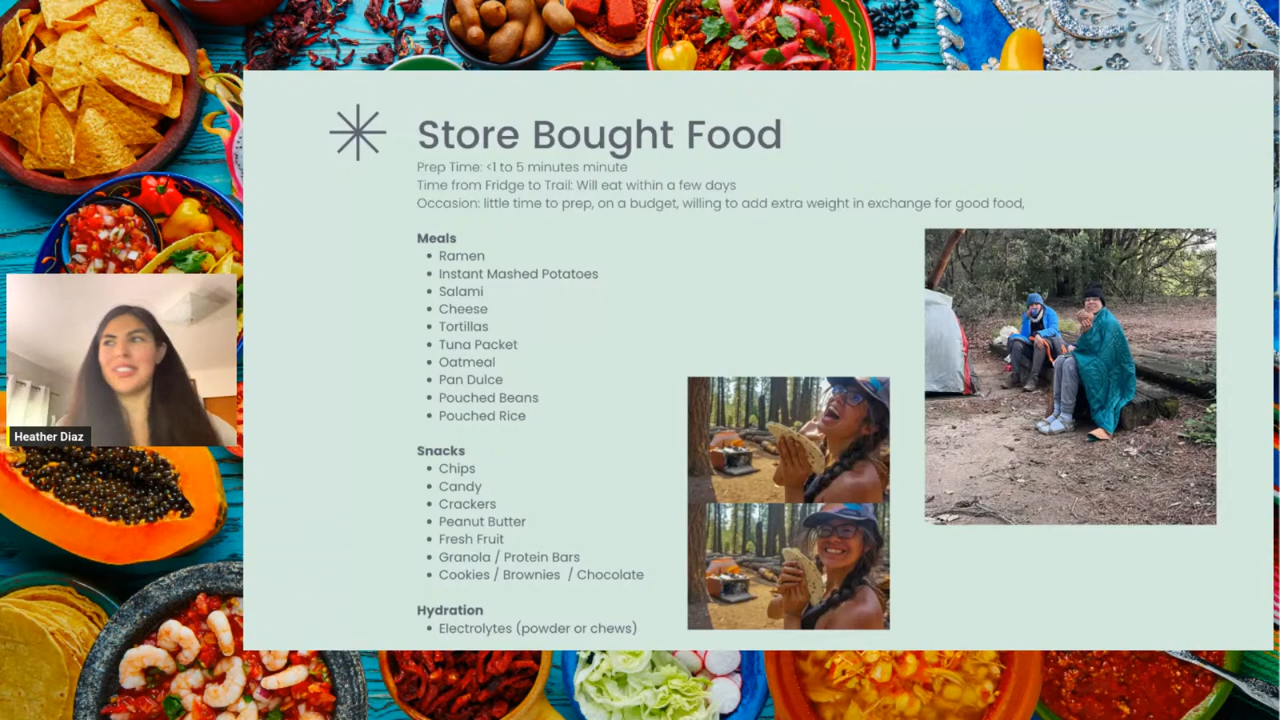 Store Bought Food
Prep Time: <1 to 5 minutes minute
Time from Fridge to Trail: Will eat within a few days
Occasion: little time to prep, on a budget, willing to add extra weight in exchange for good food,
Meals
• Ramen
• Instant Mashed Potatoes
• Salami
• Cheese
• Tortillas
• Tuna Packet
• Oatmeal
• Pan Dulce
• Pouched Beans
• Pouched Rice
Snacks
• Chips
• Candy
• Crackers
• Peanut Butter
• Fresh Fruit
• Granola / Protein Bars
• Cookies / Brownies / Chocolate
Hydration
• Electrolytes (powder or chews)
Heather Diaz